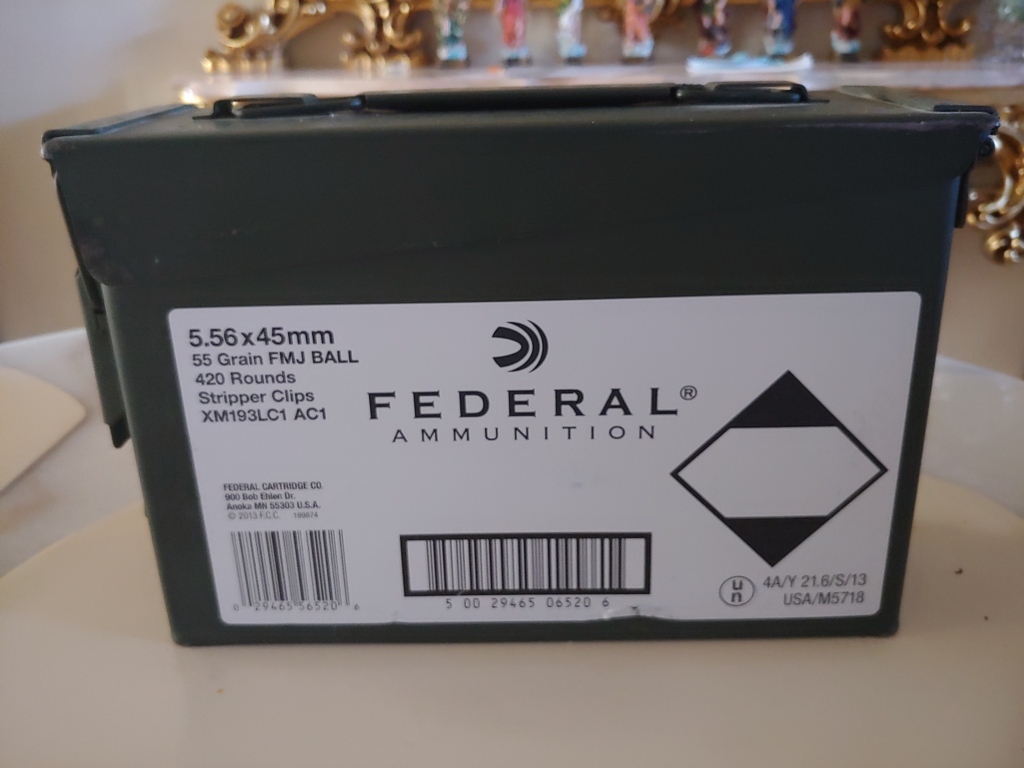 5.56x45mm
55 Grain FMJ BALL
420 Rounds
Stripper Clips
XM193LC1 AC1
FEDERAL®
AMMUNITION
FEDERAL CARTRIDGE CO.
900 Bob Ehlen Dr.
Anoka MN 55303 U.S.A.
© 2013 F.C.C.
0 29465 56520 6
5 00 29465 06520 6
u
n
4A/Y 21.6/S/13
USA/M5718